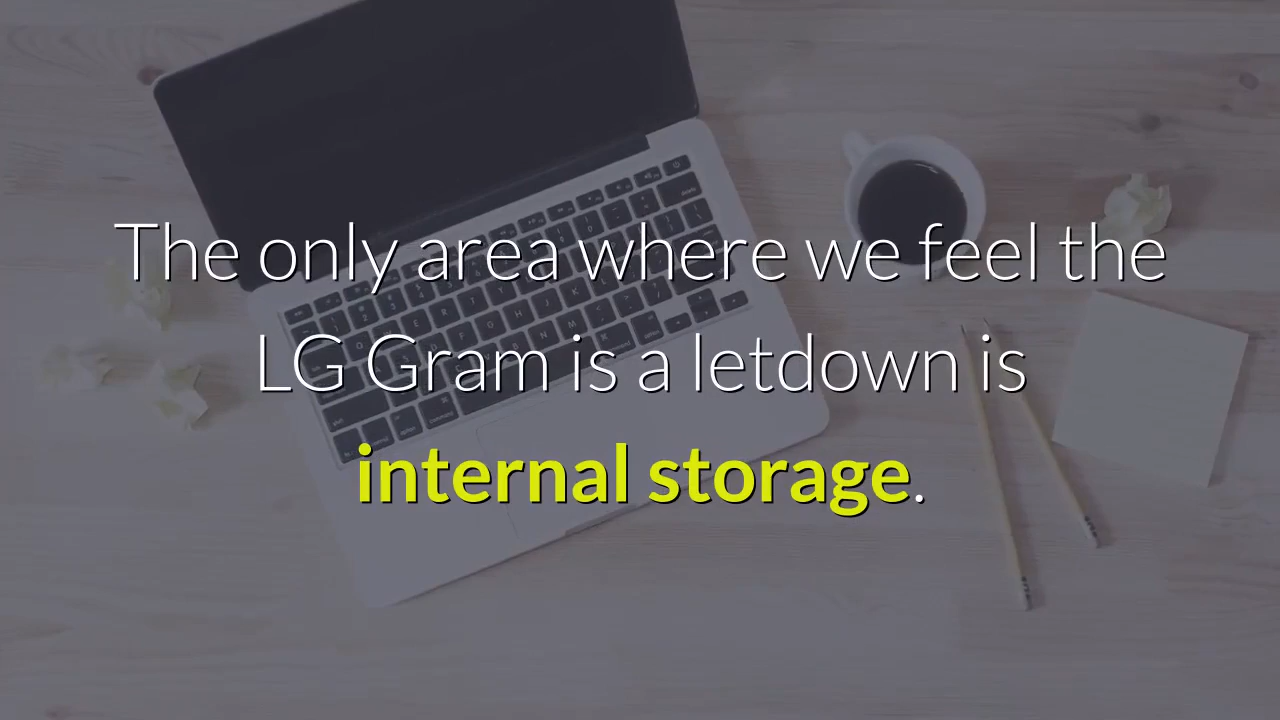 The only area where we feel the
LG Gram is a letdown is
internal storage.